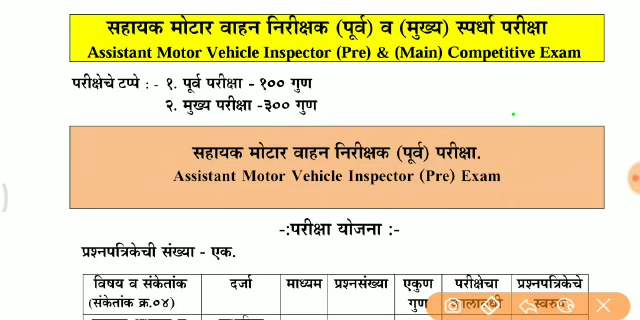 सहायक मोटार वाहन निरीक्षक (पूर्व) व (मुख्य) स्पर्धा परीक्षा
Assistant Motor Vehicle Inspector (Pre) & (Main) Competitive Exam
परीक्षेचे टप्पे : - १. पूर्व परीक्षा - १०० गुण
२. मुख्य परीक्षा -३०० गुण
सहायक मोटार वाहन निरीक्षक (पूर्व) परीक्षा.
Assistant Motor Vehicle Inspector (Pre) Exam
-:परीक्षा योजना :-
प्रश्नपत्रिकेची संख्या - एक.
विषय व संकेतांक दर्जा माध्यम प्रश्नसंख्या एकुण परीक्षेचा प्रश्नपत्रिकेचे
(संकेतांक क्र.०४) गुण